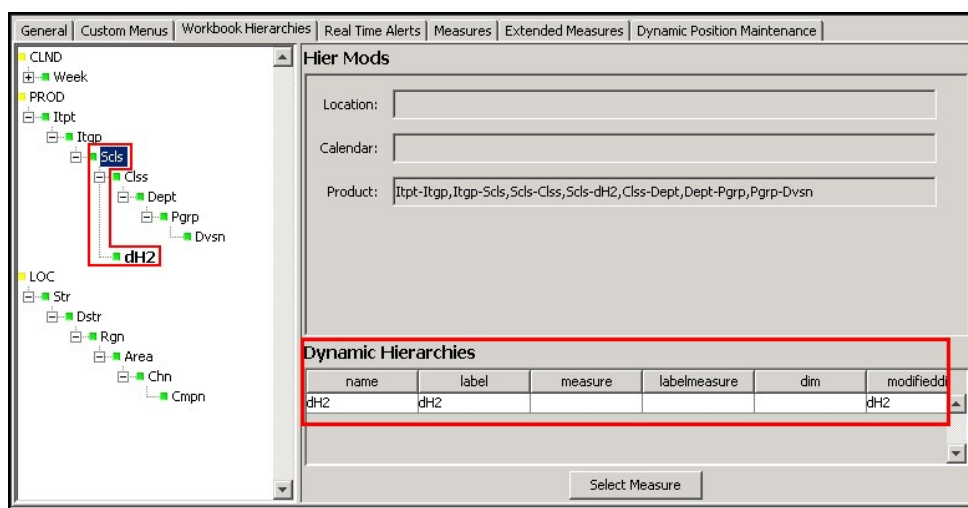 General Custom Menus Workbook Hierarchies Real Time Alerts Measures Extended Measures Dynamic Position Maintenance
CLND
Week
PROD
Itpt
Itgp
Scls
Clss
Dept
Pgrp
Dvsn
dH2
LOC
Str
Dstr
Rgn
Area
Chn
Cmpn
Hier Mods
Location:
Calendar:
Product: Itpt-Itgp,Itgp-Scls,Scls-Clss,Scls-dH2,Clss-Dept,Dept-Pgrp,Pgrp-Dvsn
Dynamic Hierarchies
name label measure labelmeasure dim modifieddi
dH2 dH2 dH2
Select Measure